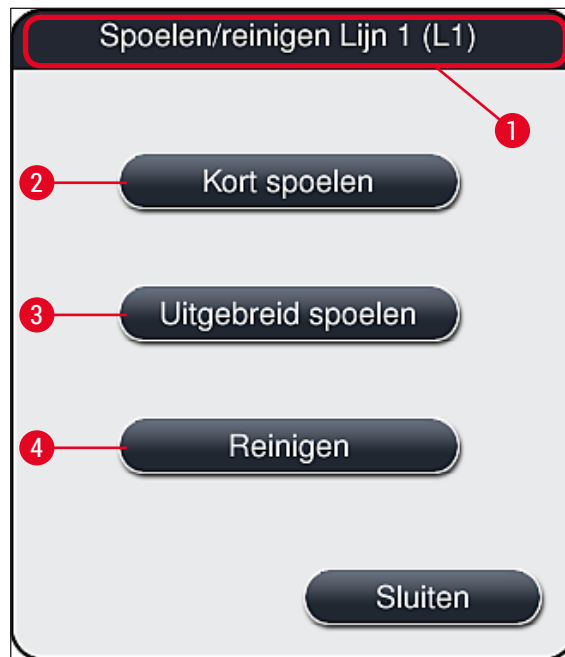 Spoelen/reinigen Lijn 1 (L1)
1
2 Kort spoelen
3 Uitgebreid spoelen
4 Reinigen
Sluiten